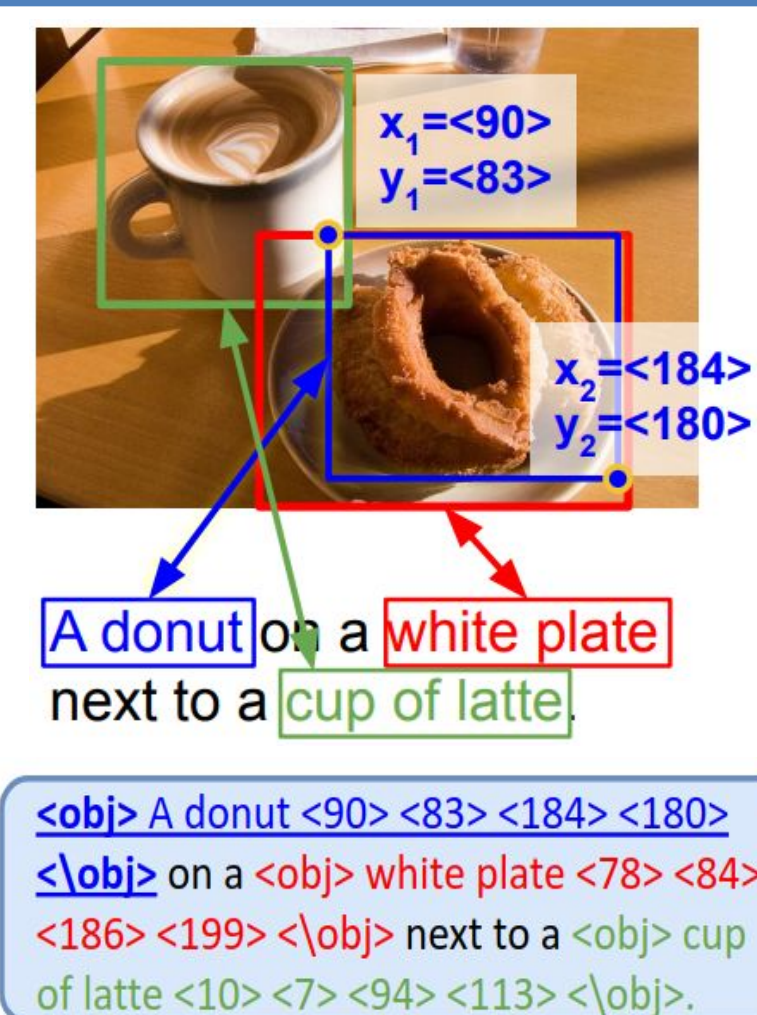 x1=<90>
y1=<83>
x2=<184>
y2=<180>
A donut on a white plate
next to a cup of latte.
<obj> A donut <90> <83> <184> <180>
<\obj> on a <obj> white plate <78> <84>
<186> <199> <\obj> next to a <obj> cup
of latte <10> <7> <94> <113> <\obj>.